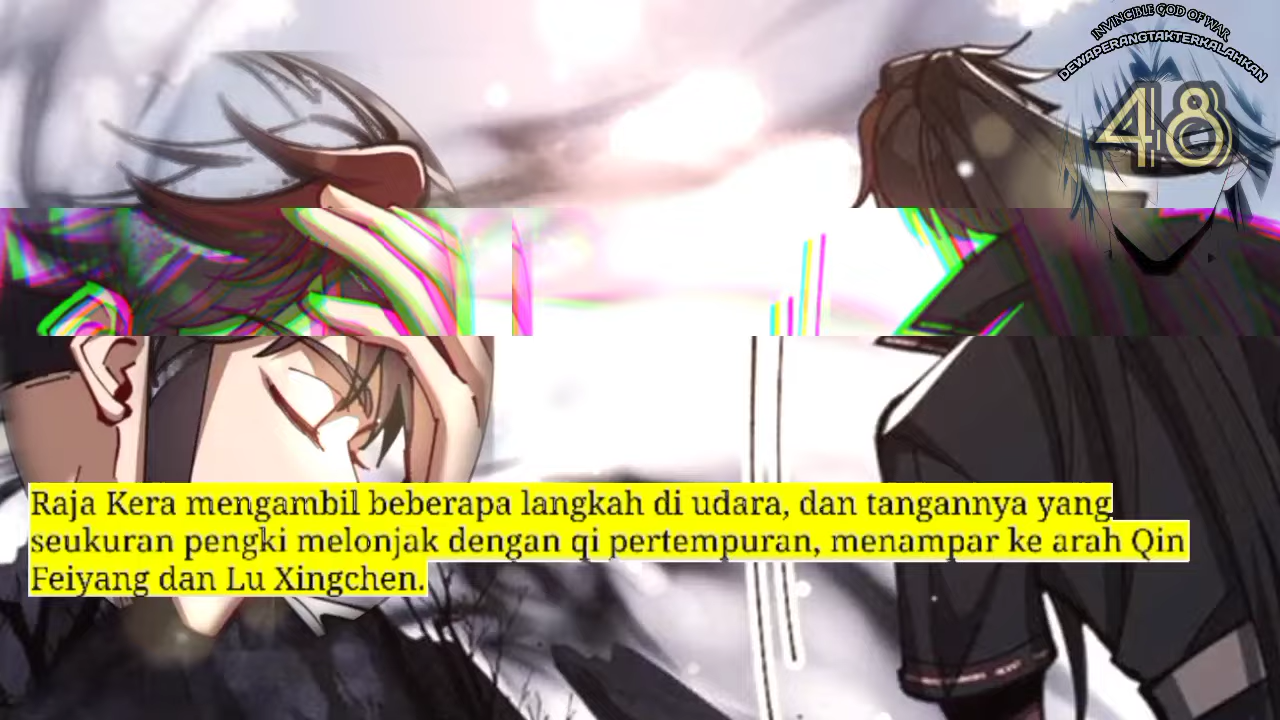 INVINCIBLE GOD OF WAR
DEWAPERANGTAKTERKALAHKAN
48
Raja Kera mengambil beberapa langkah di udara, dan tangannya yang
seukuran pengki melonjak dengan qi pertempuran, menampar ke arah Qin
Feiyang dan Lu Xingchen.